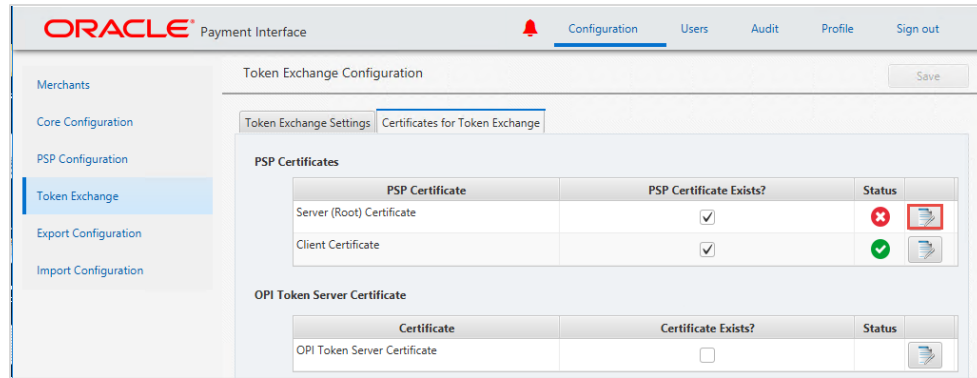 ORACLE® Payment Interface
Configuration Users Audit Profile Sign out
Merchants
Core Configuration
PSP Configuration
Token Exchange
Export Configuration
Import Configuration
Token Exchange Configuration Save
Token Exchange Settings Certificates for Token Exchange
PSP Certificates
PSP Certificate PSP Certificate Exists? Status
Server (Root) Certificate
Client Certificate
OPI Token Server Certificate
Certificate Certificate Exists? Status
OPI Token Server Certificate